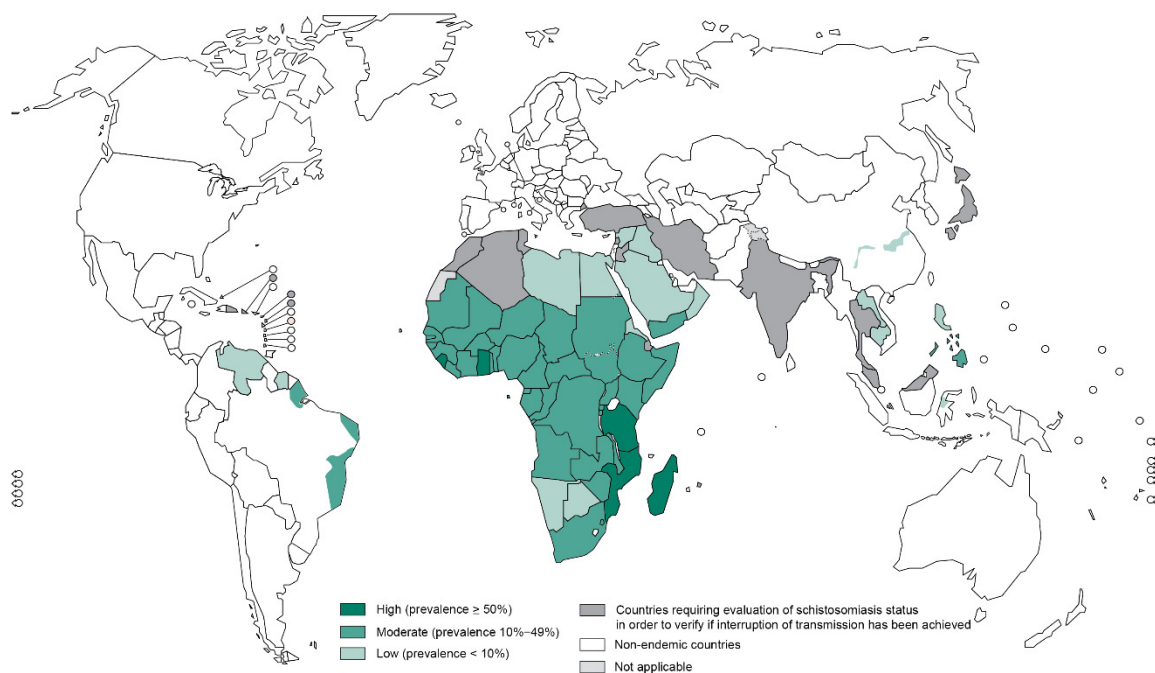 High (prevalence ≥ 50%)
Moderate (prevalence 10%–49%)
Low (prevalence < 10%)
Countries requiring evaluation of schistosomiasis status
in order to verify if interruption of transmission has been achieved
Non-endemic countries
Not applicable